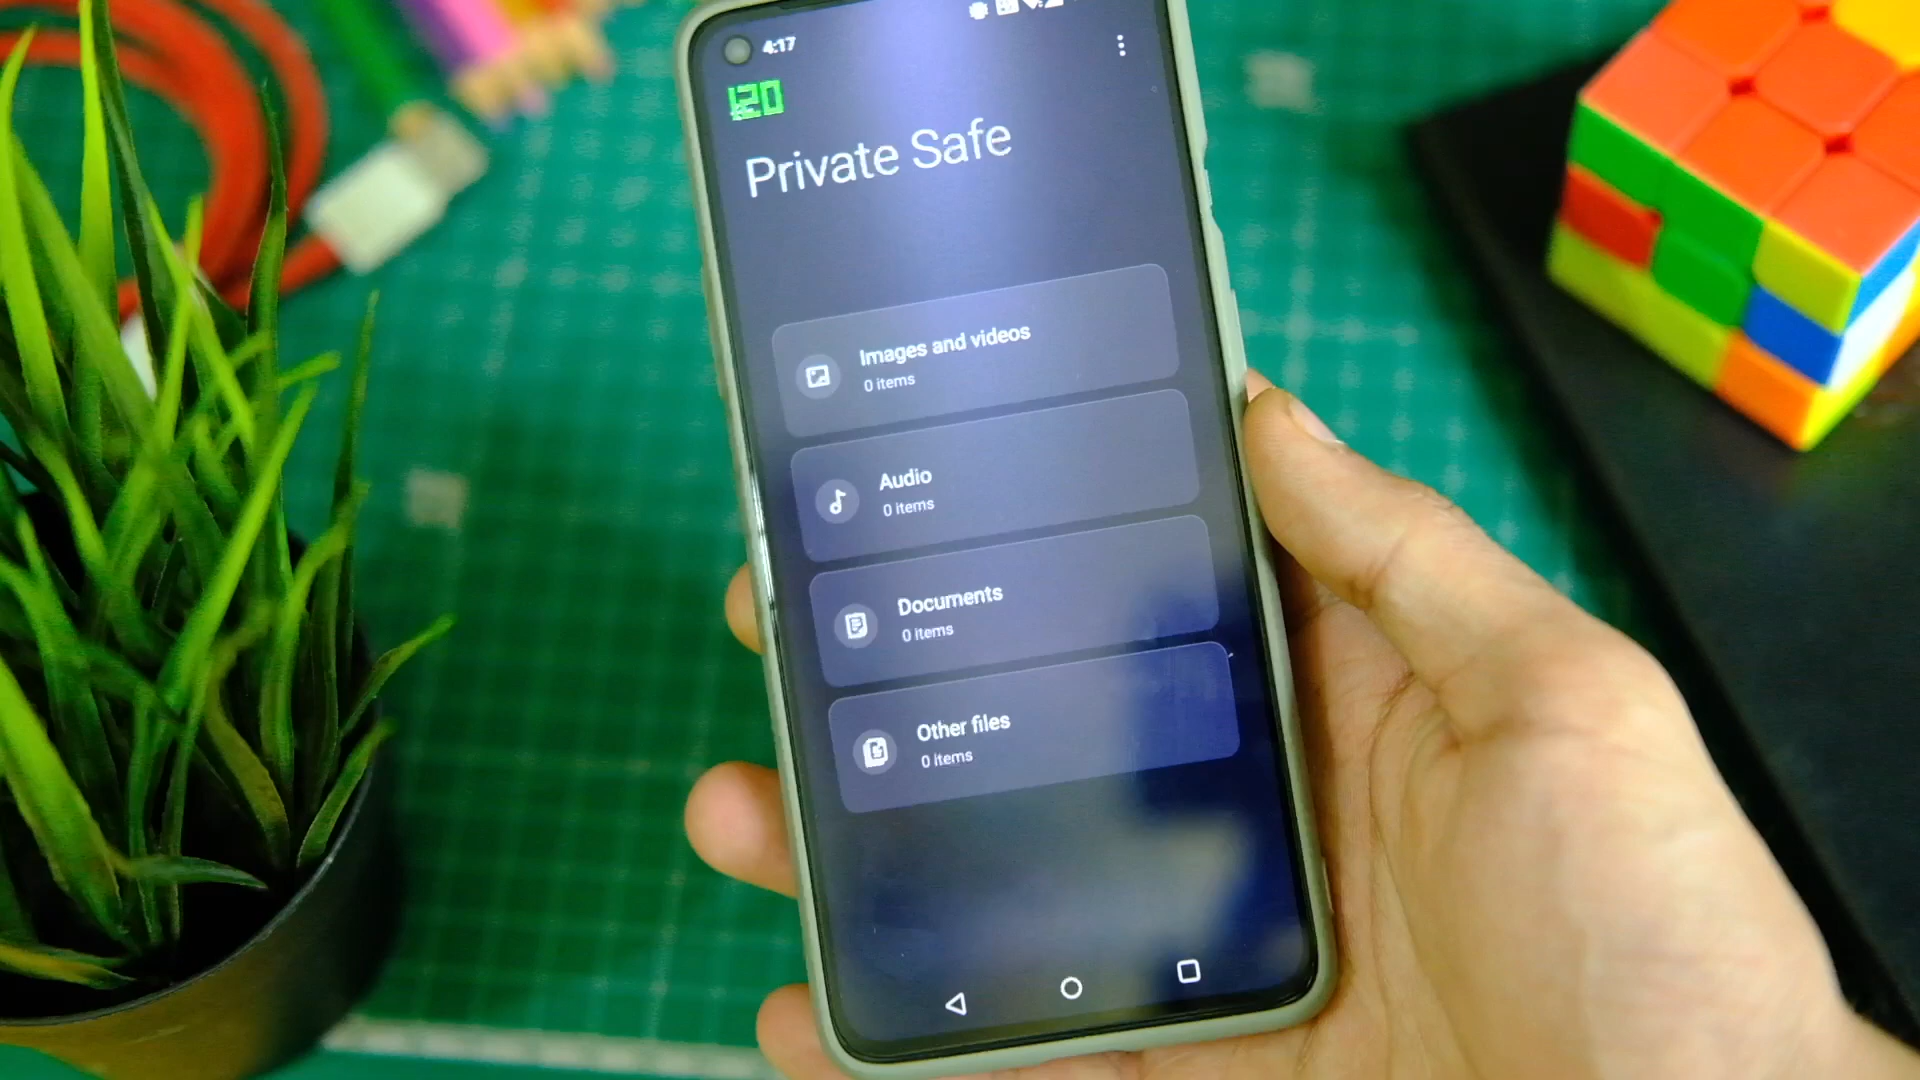 4:17
120
Private Safe
Images and videos
0 items
Audio
0 items
Documents
0 items
Other files
0 items